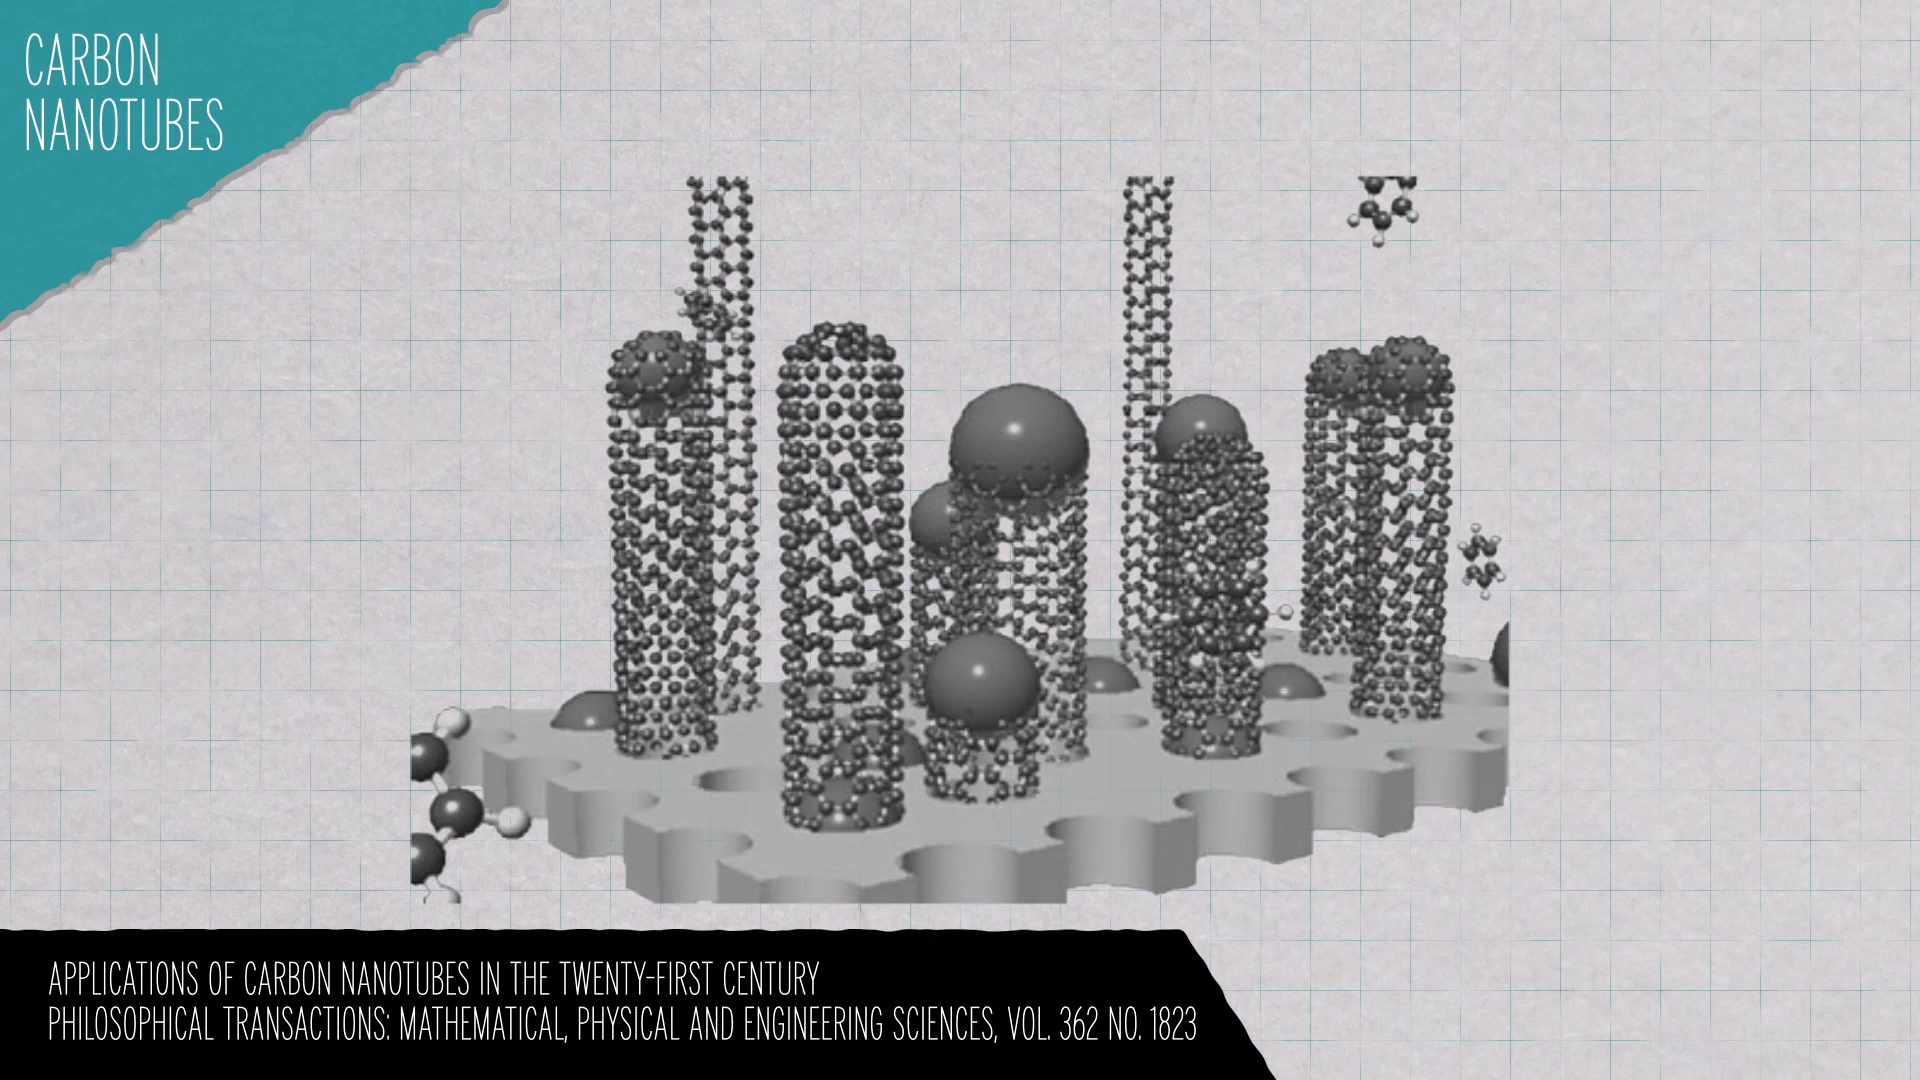 CARBON
NANOTUBES
APPLICATIONS OF CARBON NANOTUBES IN THE TWENTY-FIRST CENTURY
PHILOSOPHICAL TRANSACTIONS: MATHEMATICAL, PHYSICAL AND ENGINEERING SCIENCES, VOL. 362 NO. 1823